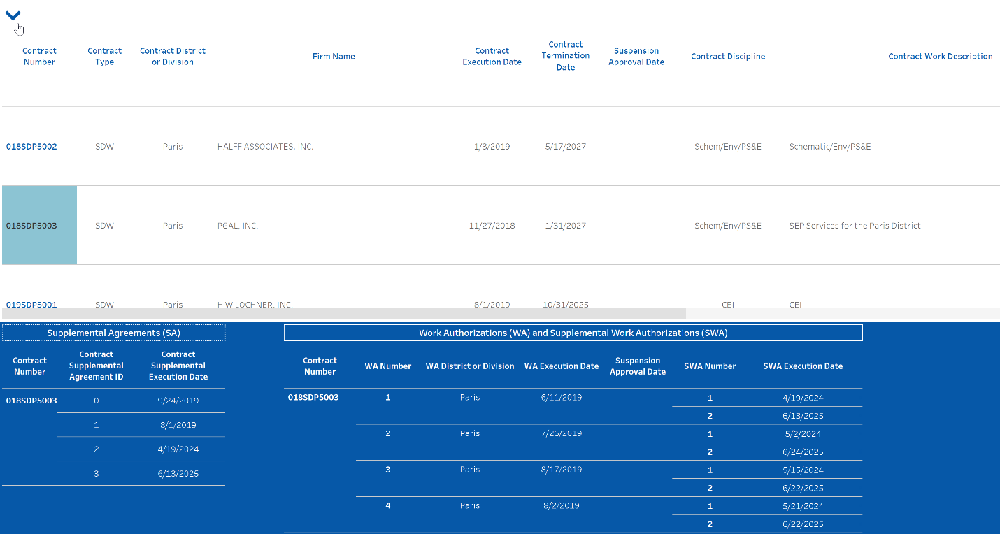 Contract Number Contract Type Contract District or Division Firm Name Contract Execution Date Contract Termination Date Suspension Approval Date Contract Discipline Contract Work Description
018SDP5002 SDW Paris HALFF ASSOCIATES, INC. 1/3/2019 5/17/2027 Schem/Env/PS&E Schematic/Env/PS&E
018SDP5003 SDW Paris PGAL, INC. 11/27/2018 1/31/2027 Schem/Env/PS&E SEP Services for the Paris District
019SDP5001 SDW Paris H W LOCHNER, INC. 8/1/2019 10/31/2025 CEI CEI
Supplemental Agreements (SA)
Contract Number Contract Supplemental Agreement ID Contract Supplemental Execution Date
018SDP5003 0 9/24/2019
1 8/1/2019
2 4/19/2024
3 6/13/2025
Work Authorizations (WA) and Supplemental Work Authorizations (SWA)
Contract Number WA Number WA District or Division WA Execution Date Suspension Approval Date SWA Number SWA Execution Date
018SDP5003 1 Paris 6/11/2019 1 4/19/2024
2 6/13/2025
2 Paris 7/26/2019 1 5/2/2024
2 6/24/2025
3 Paris 8/17/2019 1 5/15/2024
2 6/22/2025
4 Paris 8/2/2019 1 5/21/2024
2 6/22/2025